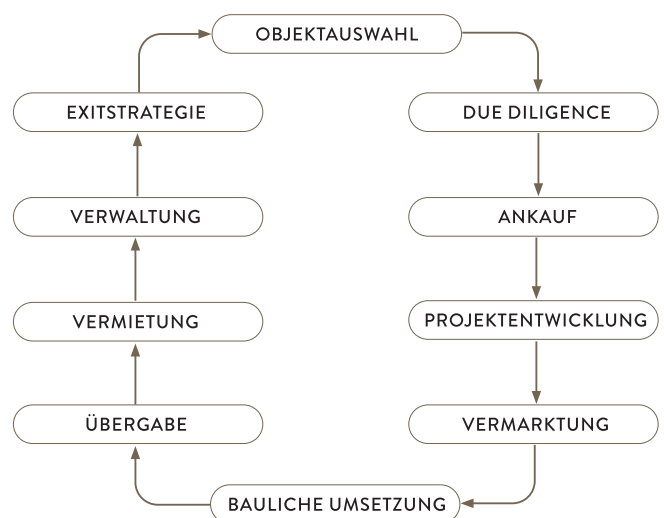 OBJEKTAUSWAHL
DUE DILIGENCE
ANKAUF
PROJEKTENTWICKLUNG
VERMARKTUNG
BAULICHE UMSETZUNG
ÜBERGABE
VERMIETUNG
VERWALTUNG
EXITSTRATEGIE